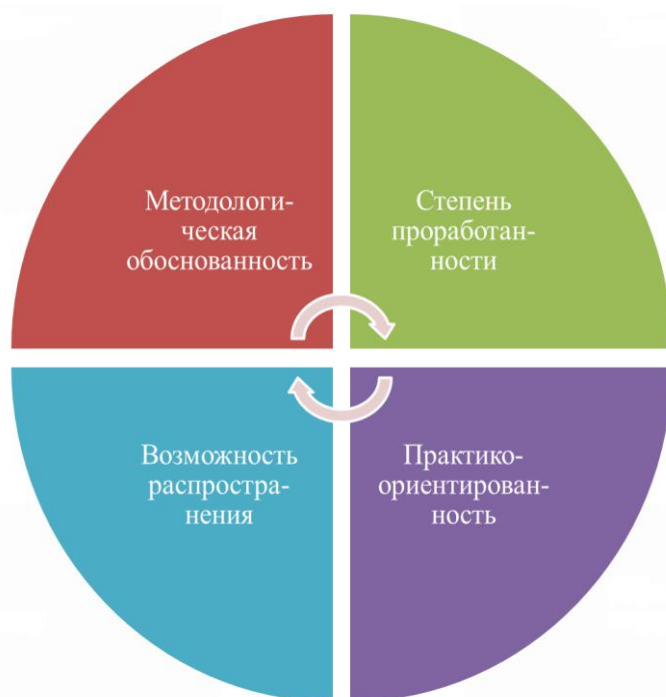 Методологи-
ческая
обоснованность
Степень
проработан-
ности
Возможность
распростра-
нения
Практико-
ориентирован-
ность